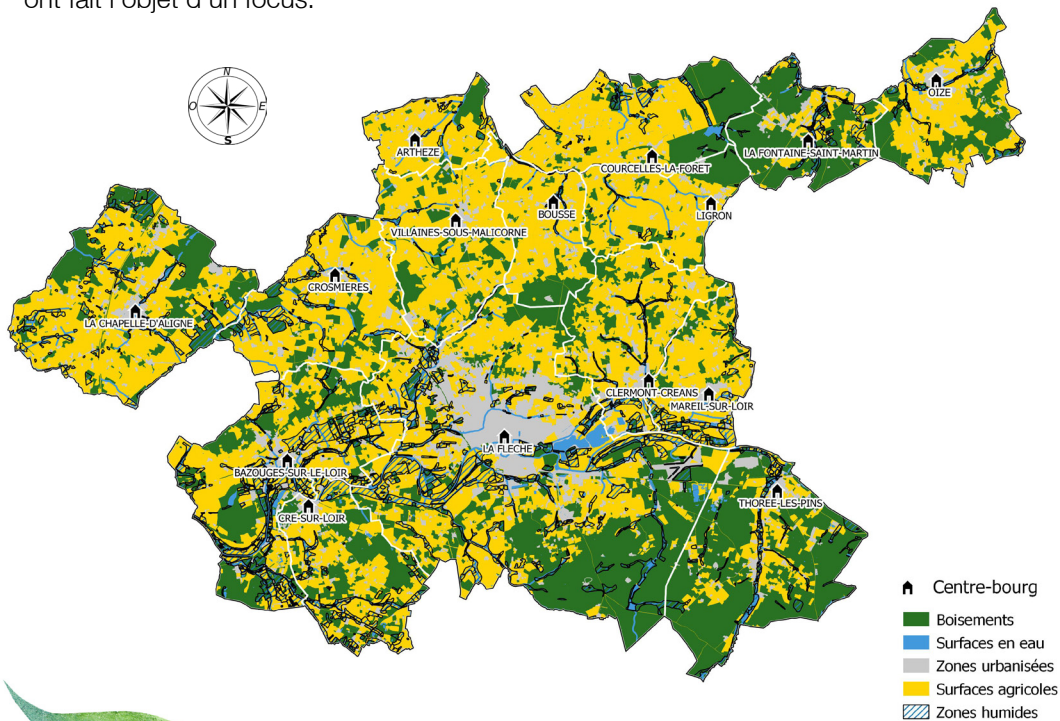 ont fait l'objet d'un focus.
N
O
E
S
OIZE
ARTHEZE
LA FONTAINE-SAINT-MARTIN
COURCELLES-LA-FORET
BOUSSE
LIGRON
VILLAINES-SOUS-MALICORNE
CROSMIERES
LA CHAPELLE-D'ALIGNE
CLERMONT-CREANS
MAREIL-SUR-LOIR
LA FLECHE
BAZOUGES-SUR-LE-LOIR
THOREE-LES-PINS
CRE-SUR-LOIR
Centre-bourg
Boisements
Surfaces en eau
Zones urbanisées
Surfaces agricoles
Zones humides